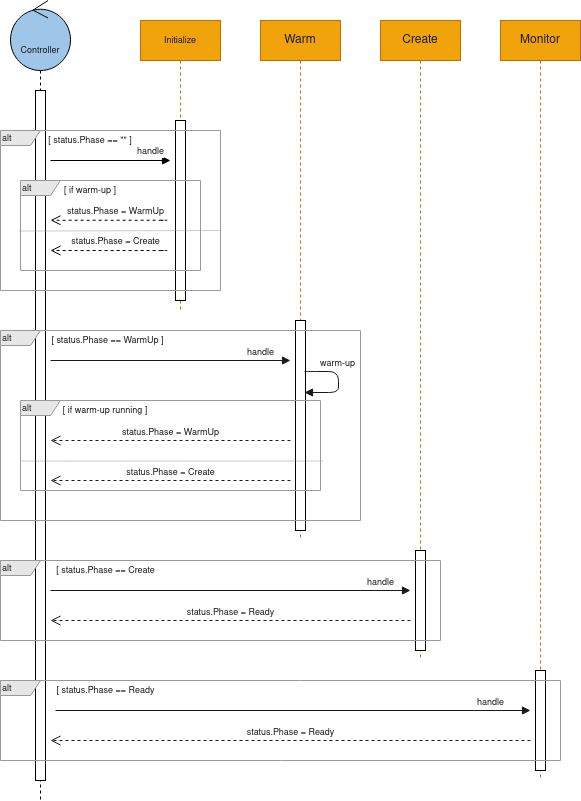 Controller
Initialize
Warm
Create
Monitor
alt
[ status.Phase == "" ]
handle
alt
[ if warm-up ]
status.Phase = WarmUp
status.Phase = Create
alt
[ status.Phase == WarmUp ]
handle
warm-up
alt
[ if warm-up running ]
status.Phase = WarmUp
status.Phase = Create
alt
[ status.Phase == Create
handle
status.Phase = Ready
alt
[ status.Phase == Ready
handle
status.Phase = Ready